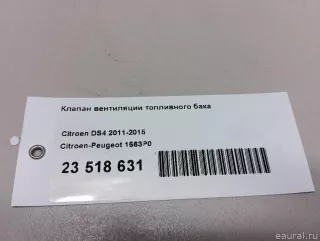 Клапан вентиляции топливного бака
Citroen DS4 2011-2015
Citroen-Peugeot 1563P0
23 518 631
eaural.ru